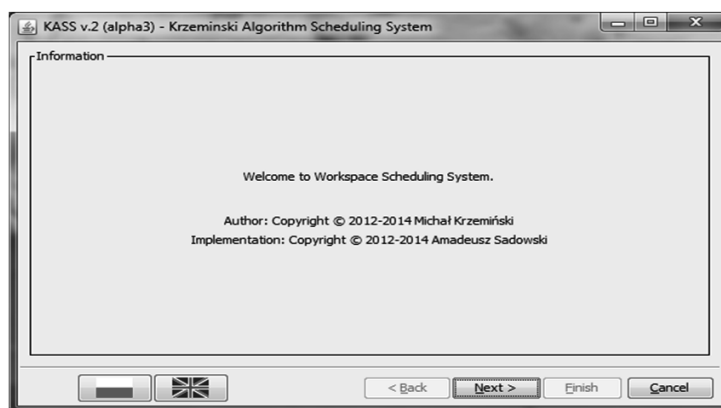 KASS v.2 (alpha3) - Krzeminski Algorithm Scheduling System
Information
Welcome to Workspace Scheduling System.
Author: Copyright © 2012-2014 Michał Krzemiński
Implementation: Copyright © 2012-2014 Amadeusz Sadowski
< Back Next > Finish Cancel